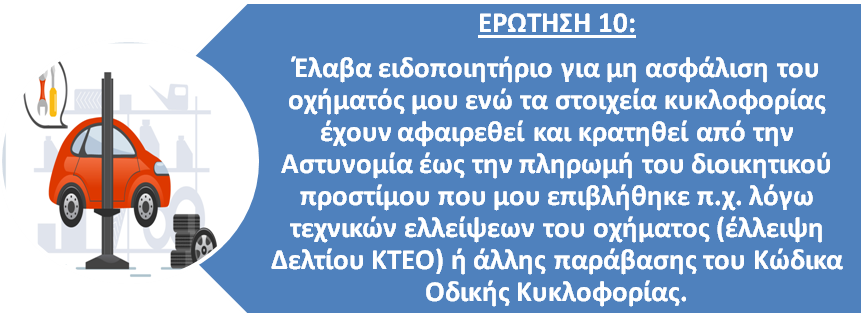 ΕΡΩΤΗΣΗ 10:
Έλαβα ειδοποιητήριο για μη ασφάλιση του
οχήματός μου ενώ τα στοιχεία κυκλοφορίας
έχουν αφαιρεθεί και κρατηθεί από την
Αστυνομία έως την πληρωμή του διοικητικού
προστίμου που μου επιβλήθηκε π.χ. λόγω
τεχνικών ελλείψεων του οχήματος (έλλειψη
Δελτίου ΚΤΕΟ) ή άλλης παράβασης του Κώδικα
Οδικής Κυκλοφορίας.